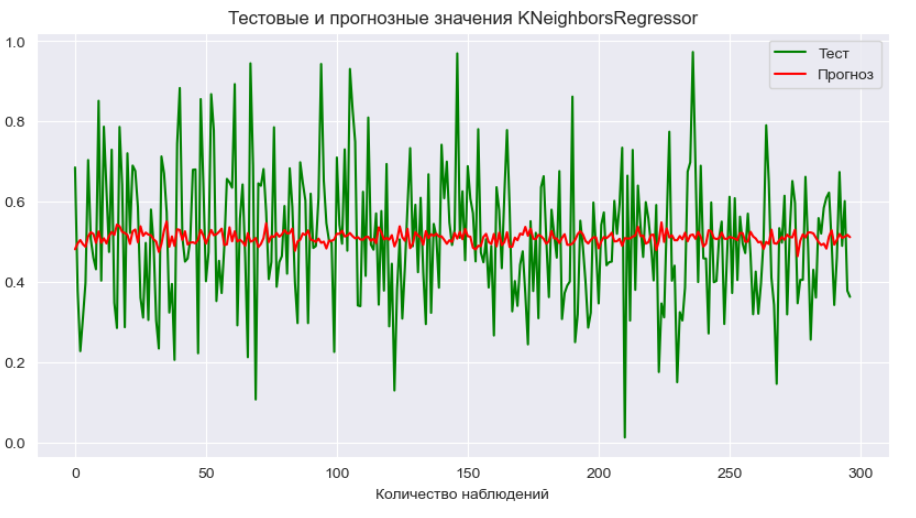 Тестовые и прогнозные значения KNeighborsRegressor
1.0
Тест
Прогноз
0.8
0.6
0.4
0.2
0.0
0 50 100 150 200 250 300
Количество наблюдений